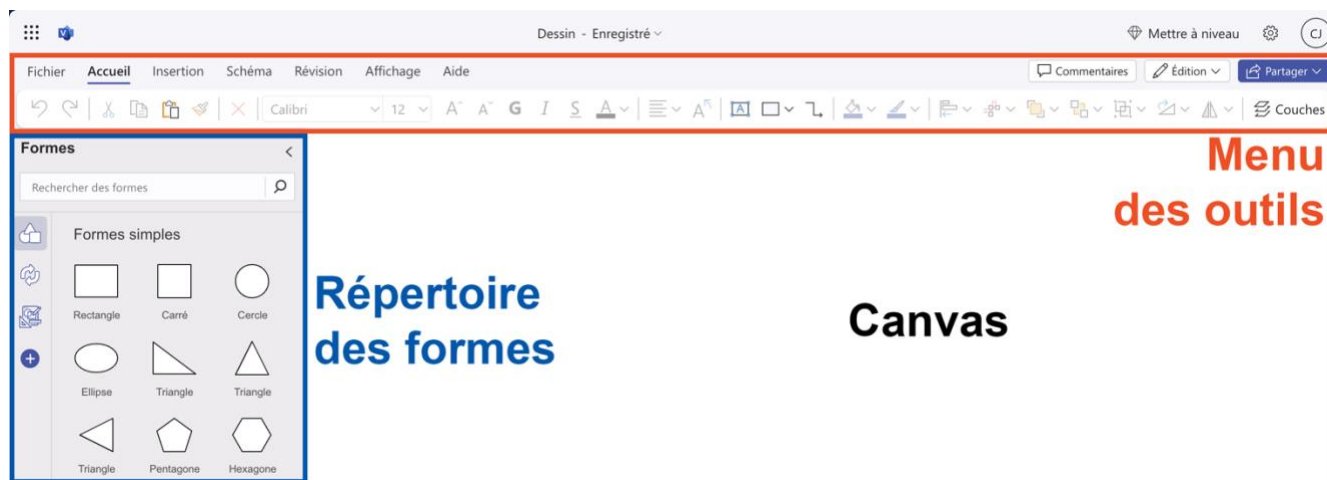 Dessin - Enregistré
Mettre à niveau
CJ
Fichier Accueil Insertion Schéma Révision Affichage Aide
Commentaires Édition Partager
Calibri 12 A A G I S A A A Couches
Formes
Rechercher des formes
Formes simples
Rectangle Carré Cercle
Ellipse Triangle Triangle
Triangle Pentagone Hexagone
Répertoire
des formes
Canvas
Menu
des outils